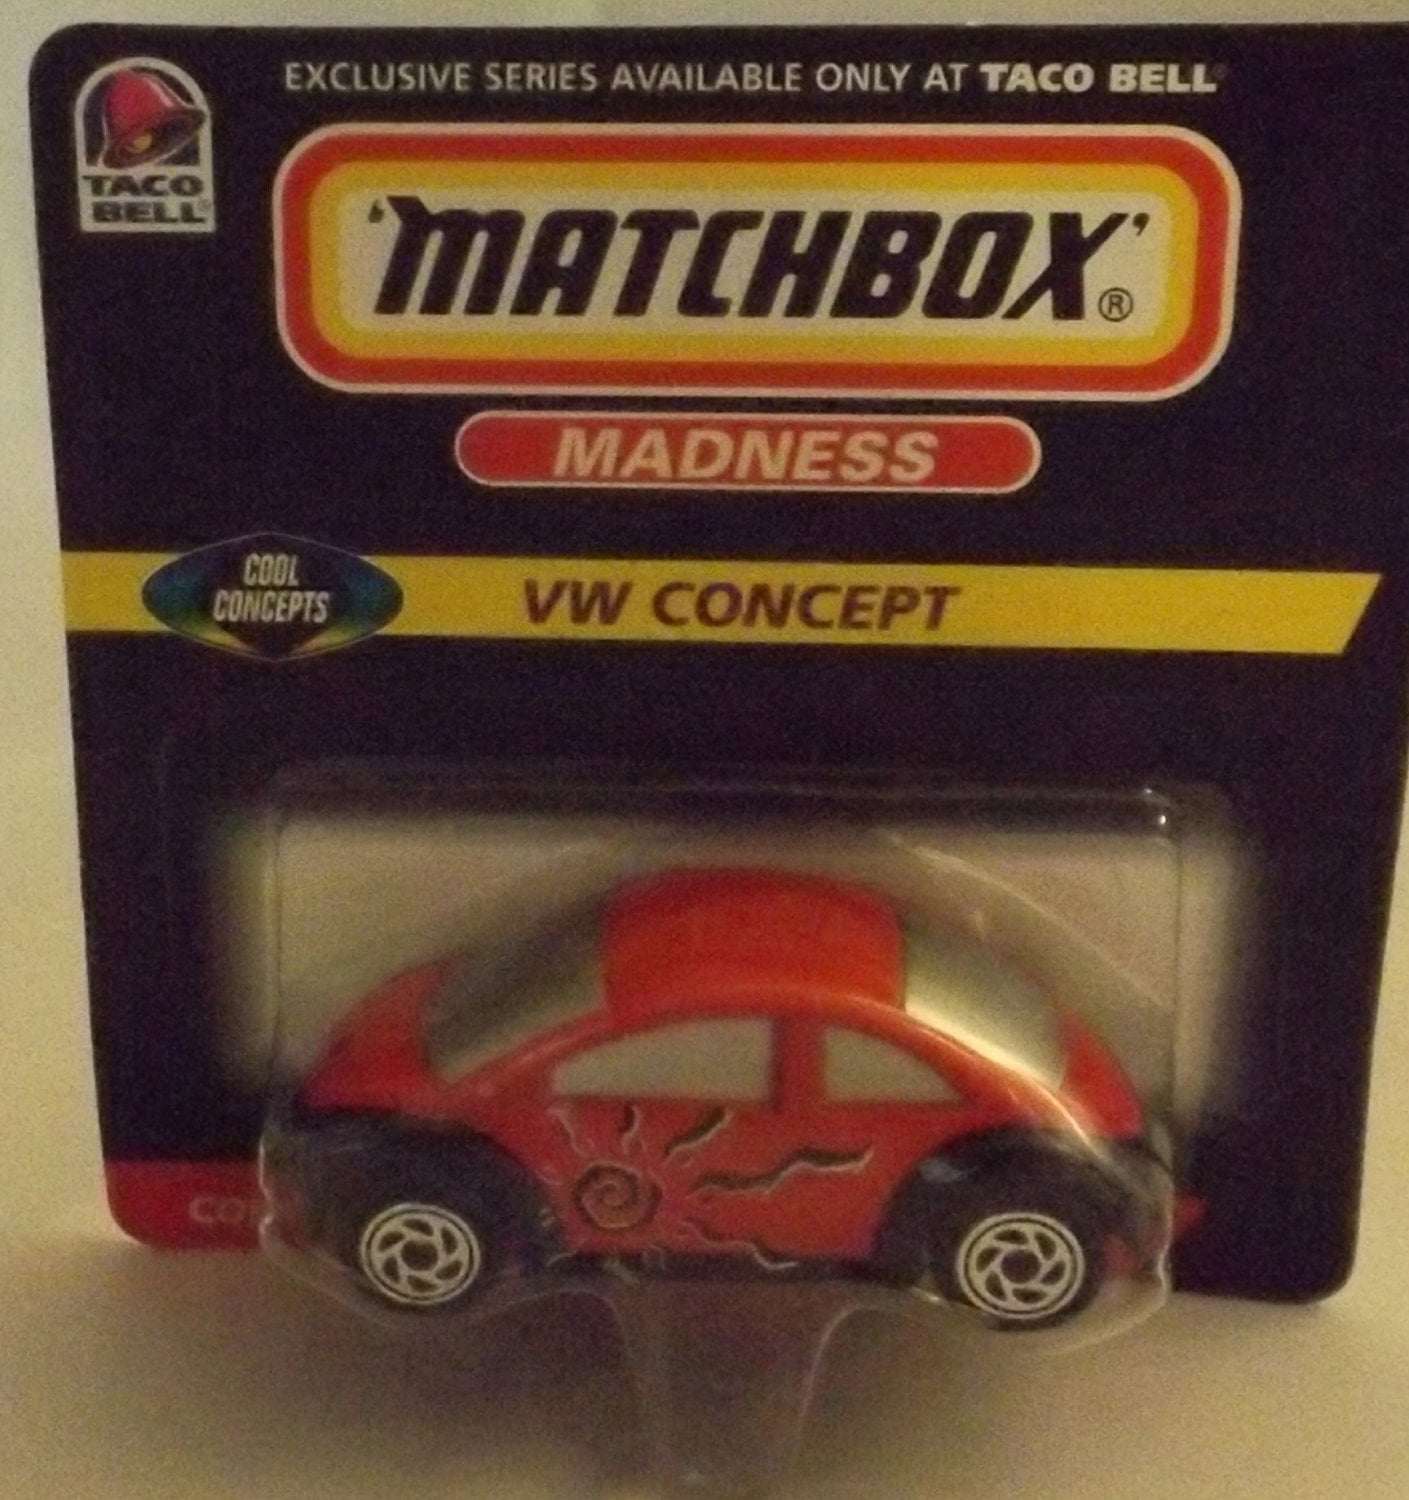 EXCLUSIVE SERIES AVAILABLE ONLY AT TACO BELL®
TACO
BELL®
'MATCHBOX'®
MADNESS
COOL
CONCEPTS
VW CONCEPT